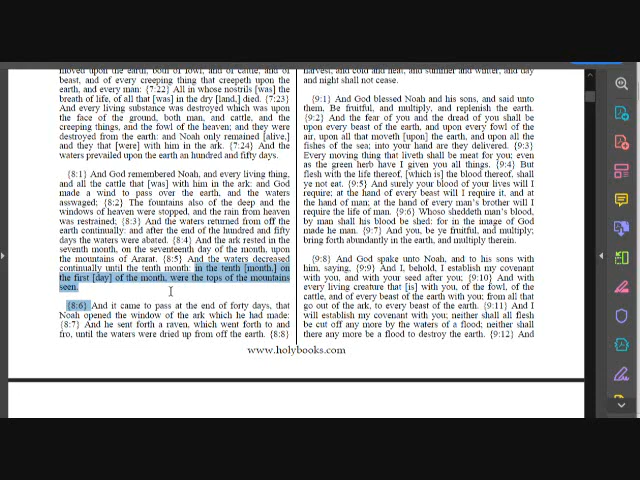 moved upon the earth, both of fowl, and of cattle, and of
beast, and of every creeping thing that creepeth upon the
earth, and every man: {7:22} All in whose nostrils [was] the
breath of life, of all that [was] in the dry [land,] died. {7:23}
And every living substance was destroyed which was upon
the face of the ground, both man, and cattle, and the
creeping things, and the fowl of the heaven; and they were
destroyed from the earth: and Noah only remained [alive,]
and they that [were] with him in the ark. {7:24} And the
waters prevailed upon the earth an hundred and fifty days.
{8:1} And God remembered Noah, and every living thing,
and all the cattle that [was] with him in the ark: and God
made a wind to pass over the earth, and the waters
asswaged; {8:2} The fountains also of the deep and the
windows of heaven were stopped, and the rain from heaven
was restrained; {8:3} And the waters returned from off the
earth continually: and after the end of the hundred and fifty
days the waters were abated. {8:4} And the ark rested in the
seventh month, on the seventeenth day of the month, upon
the mountains of Ararat. {8:5} And the waters decreased
continually until the tenth month: in the tenth [month,] on
the first [day] of the month, were the tops of the mountains
seen.
{8:6} And it came to pass at the end of forty days, that
Noah opened the window of the ark which he had made:
{8:7} And he sent forth a raven, which went forth to and
fro, until the waters were dried up from off the earth. {8:8}
harvest, and cold and heat, and summer and winter, and day
and night shall not cease.
{9:1} And God blessed Noah and his sons, and said unto
them, Be fruitful, and multiply, and replenish the earth.
{9:2} And the fear of you and the dread of you shall be
upon every beast of the earth, and upon every fowl of the
air, upon all that moveth [upon] the earth, and upon all the
fishes of the sea; into your hand are they delivered. {9:3}
Every moving thing that liveth shall be meat for you; even
as the green herb have I given you all things. {9:4} But
flesh with the life thereof, [which is] the blood thereof, shall
ye not eat. {9:5} And surely your blood of your lives will I
require; at the hand of every beast will I require it, and at
the hand of man; at the hand of every man's brother will I
require the life of man. {9:6} Whoso sheddeth man's blood,
by man shall his blood be shed: for in the image of God
made he man. {9:7} And you, be ye fruitful, and multiply;
bring forth abundantly in the earth, and multiply therein.
{9:8} And God spake unto Noah, and to his sons with
him, saying, {9:9} And I, behold, I establish my covenant
with you, and with your seed after you; {9:10} And with
every living creature that [is] with you, of the fowl, of the
cattle, and of every beast of the earth with you; from all that
go out of the ark, to every beast of the earth. {9:11} And I
will establish my covenant with you; neither shall all flesh
be cut off any more by the waters of a flood; neither shall
there any more be a flood to destroy the earth. {9:12} And
www.holybooks.com